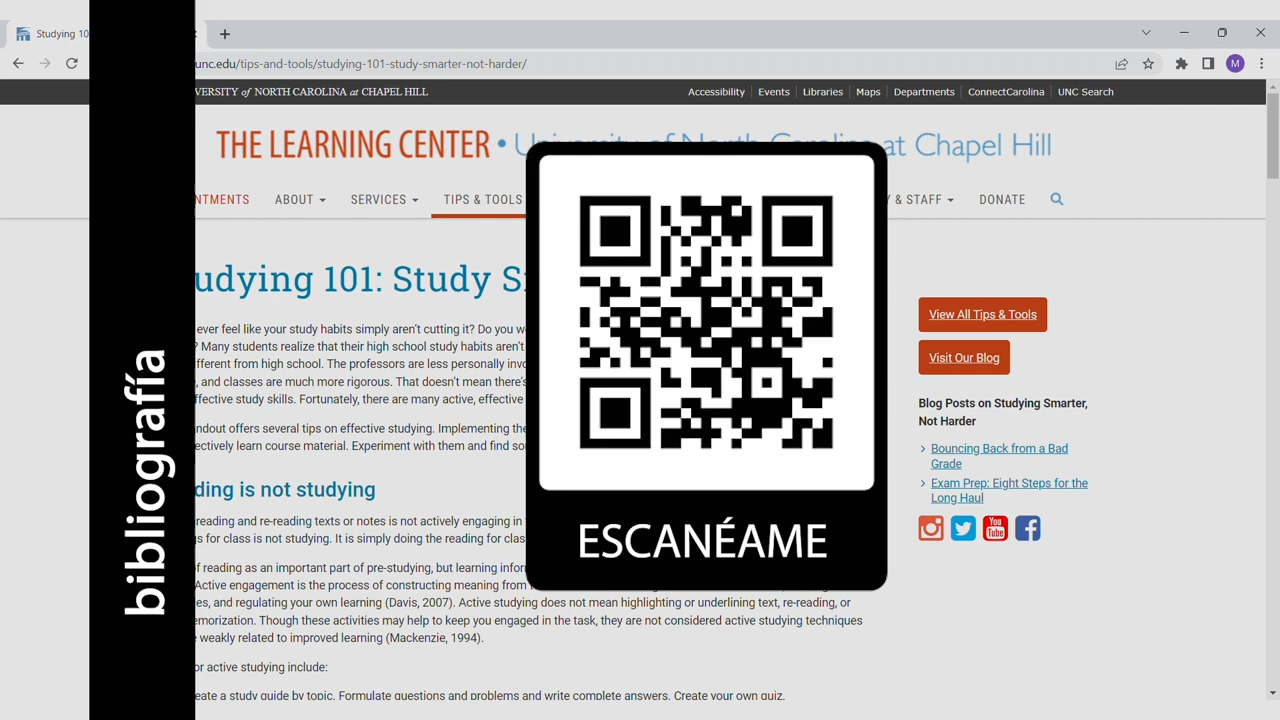 Studying 10
unc.edu/tips-and-tools/studying-101-study-smarter-not-harder/
M
VERSITY of NORTH CAROLINA at CHAPEL HILL
Accessibility Events Libraries Maps Departments ConnectCarolina UNC Search
THE LEARNING CENTER • University of North Carolina at Chapel Hill
NTMENTS ABOUT SERVICES TIPS & TOOLS & STAFF DONATE
udying 101: Study S
ever feel like your study habits simply aren't cutting it? Do you w
? Many students realize that their high school study habits aren't
fferent from high school. The professors are less personally invo
, and classes are much more rigorous. That doesn't mean there's
ffective study skills. Fortunately, there are many active, effective
ndout offers several tips on effective studying. Implementing the
ectively learn course material. Experiment with them and find so
ding is not studying
reading and re-reading texts or notes is not actively engaging in
s for class is not studying. It is simply doing the reading for clas
f reading as an important part of pre-studying, but learning infor
Active engagement is the process of constructing meaning from
es, and regulating your own learning (Davis, 2007). Active studying does not mean highlighting or underlining text, re-reading, or
emorization. Though these activities may help to keep you engaged in the task, they are not considered active studying techniques
weakly related to improved learning (Mackenzie, 1994).
or active studying include:
eate a study guide by topic. Formulate questions and problems and write complete answers. Create your own quiz.
View All Tips & Tools
Visit Our Blog
Blog Posts on Studying Smarter,
Not Harder
Bouncing Back from a Bad
Grade
Exam Prep: Eight Steps for the
Long Haul
You
Tube
ESCANÉAME
bibliografía